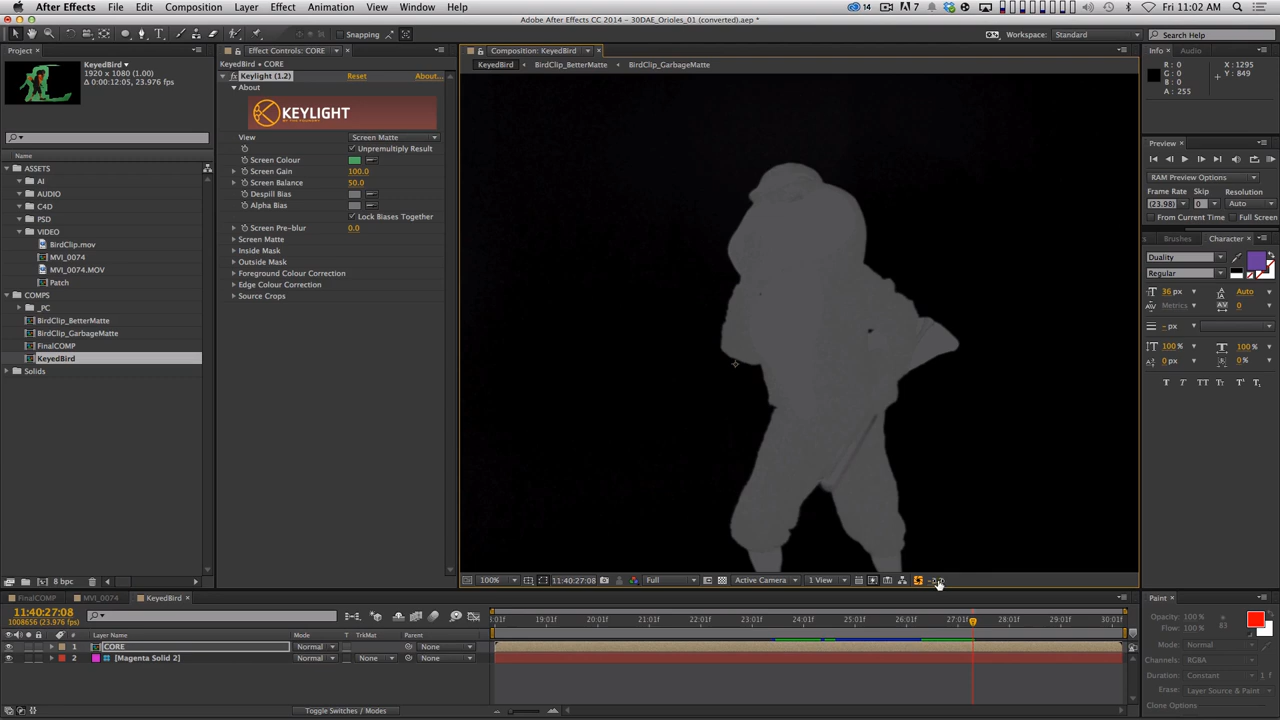 After Effects File Edit Composition Layer Effect Animation View Window Help
14 7 Fri 11:02 AM
Adobe After Effects CC 2014 – 30DAE_Orioles_01 (converted).aep *
Snapping Workspace: Standard Search Help
Project
KeyedBird▼
1920 x 1080 (1.00)
Δ 0:00:12:05, 23.976 fps
Name
ASSETS
AI
AUDIO
C4D
PSD
VIDEO
BirdClip.mov
MVI_0074
MVI_0074.MOV
Patch
COMPS
_PC
BirdClip_BetterMatte
BirdClip_GarbageMatte
FinalCOMP
KeyedBird
Solids
8 bpc
Effect Controls: CORE
KeyedBird • CORE
fx Keylight (1.2) Reset About...
About
KEYLIGHT
View Screen Matte
Unpremultiply Result
Screen Colour
Screen Gain 100.0
Screen Balance 50.0
Despill Bias
Alpha Bias
Lock Biases Together
Screen Pre-blur 0.0
Screen Matte
Inside Mask
Outside Mask
Foreground Colour Correction
Edge Colour Correction
Source Crops
Composition: KeyedBird
KeyedBird BirdClip_BetterMatte BirdClip_GarbageMatte
100% 11:40:27:08 Full Active Camera 1 View
Info Audio
R : 0
G : 0
B : 0
A : 255
X : 1295
Y : 849
Preview
RAM Preview Options
Frame Rate Skip Resolution
(23.98) 0 Auto
From Current Time Full Screen
Brushes Character
Duality
Regular
36 px Auto
Metrics 0
- px
100% 100%
0 px 0 %
Paint
Opacity: 100 %
Flow: 100 % 83
Mode: Normal
Channels: RGBA
Duration: Constant 1 f
Erase: Layer Source & Paint
Clone Options
FinalCOMP MVI_0074 KeyedBird
11:40:27:08
1008656 (23.976 fps)
# Layer Name Mode T TrkMat Parent
1 CORE Normal None
2 [Magenta Solid 2] Normal None None
19:01f 20:01f 21:01f 22:01f 23:01f 24:01f 25:01f 26:01f 27:01f 28:01f 29:01f 30:01f
Toggle Switches / Modes